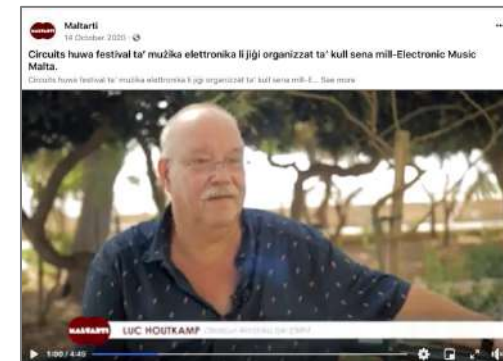 Maltarti
14 October 2020 ·
Circuits huwa festival ta' mużika elettronika li jiġi organizzat ta' kull sena mill-Electronic Music
Malta.
Circuits huwa festival ta' mużika elettronika li jiġi organizzat ta' kull sena mill-E... See more
MALTARTI
LUC HOUTKAMP
1:00 / 4:45